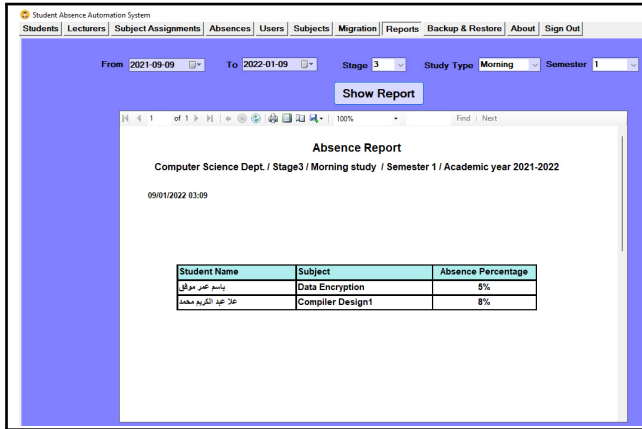 Student Absence Automation System
Students Lecturers Subject Assignments Absences Users Subjects Migration Reports Backup & Restore About Sign Out
From 2021-09-09 To 2022-01-09 Stage 3 Study Type Morning Semester 1
Show Report
1 of 1 100% Find | Next
Absence Report
Computer Science Dept. / Stage3 / Morning study / Semester 1 / Academic year 2021-2022
09/01/2022 03:09
Student Name Subject Absence Percentage
باسم عمر موفق Data Encryption 5%
علا عبد الكريم محمد Compiler Design1 8%